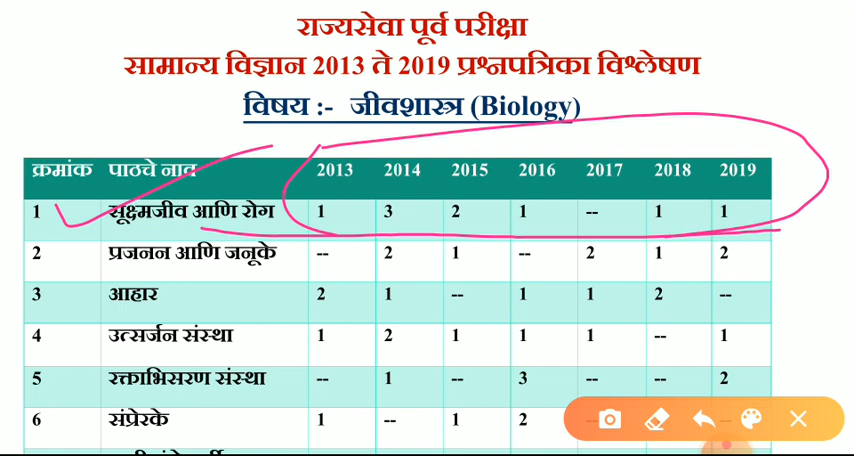 राज्यसेवा पूर्व परीक्षा
सामान्य विज्ञान 2013 ते 2019 प्रश्नपत्रिका विश्लेषण
विषय :- जीवशास्त्र (Biology)
क्रमांक पाठचे नाव 2013 2014 2015 2016 2017 2018 2019
1 सूक्ष्मजीव आणि रोग 1 3 2 1 -- 1 1
2 प्रजनन आणि जनूके -- 2 1 -- 2 1 2
3 आहार 2 1 -- 1 1 2 --
4 उत्सर्जन संस्था 1 2 1 1 1 -- 1
5 रक्ताभिसरण संस्था -- 1 -- 3 -- -- 2
6 संप्रेरके 1 -- 1 2